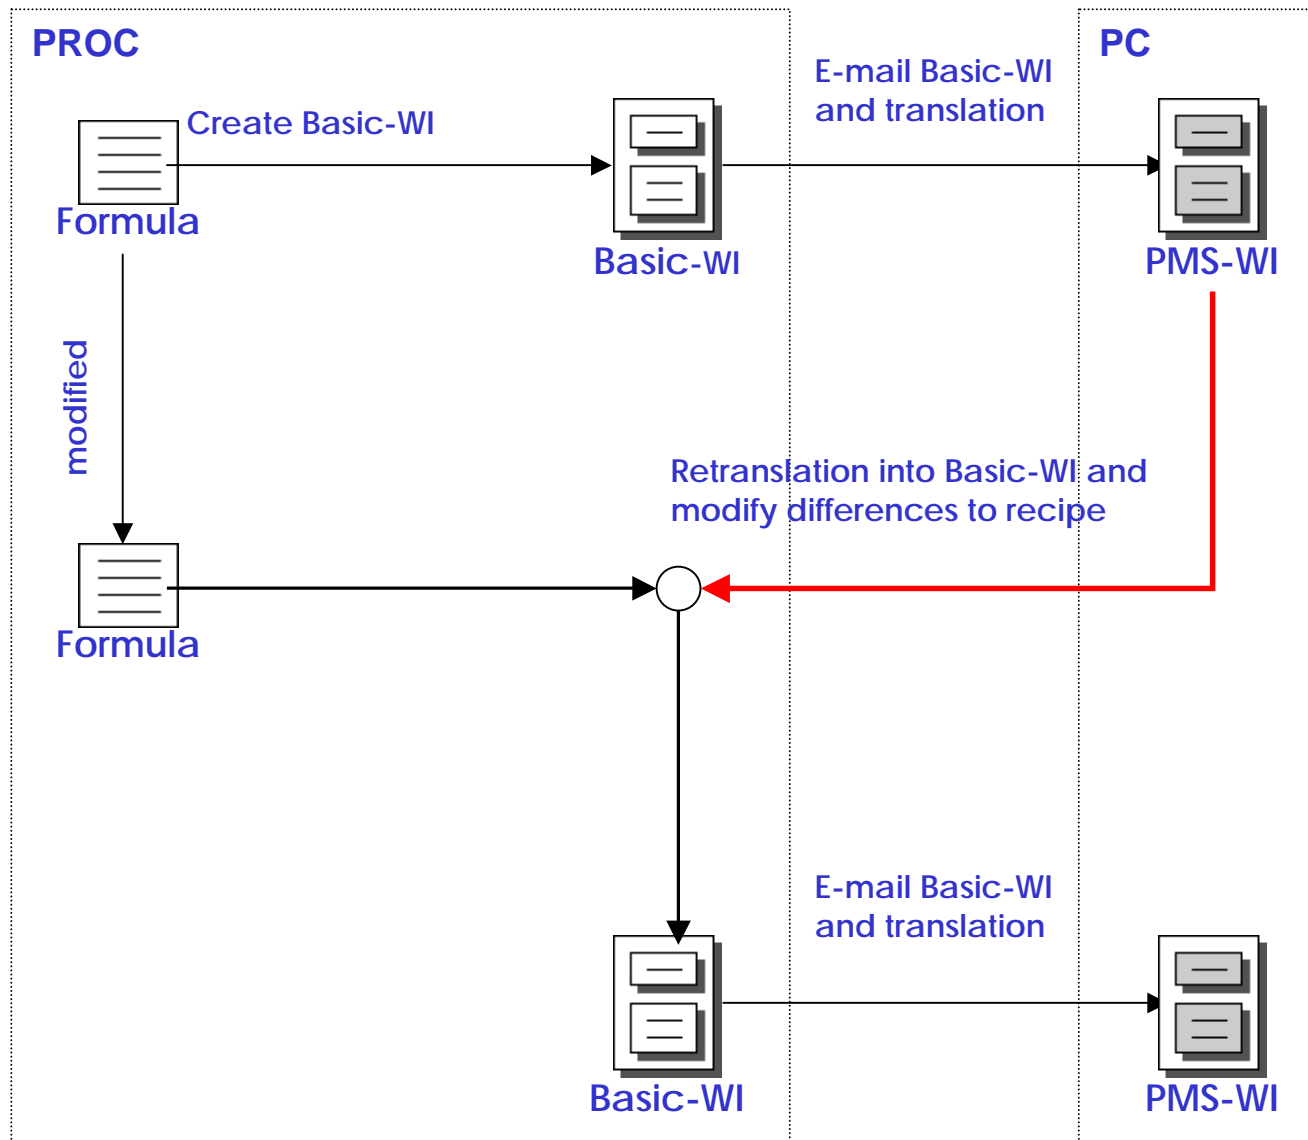 PROC
PC
E-mail Basic-WI
and translation
Create Basic-WI
Formula
Basic-WI
PMS-WI
modified
Retranslation into Basic-WI and
modify differences to recipe
Formula
E-mail Basic-WI
and translation
Basic-WI
PMS-WI